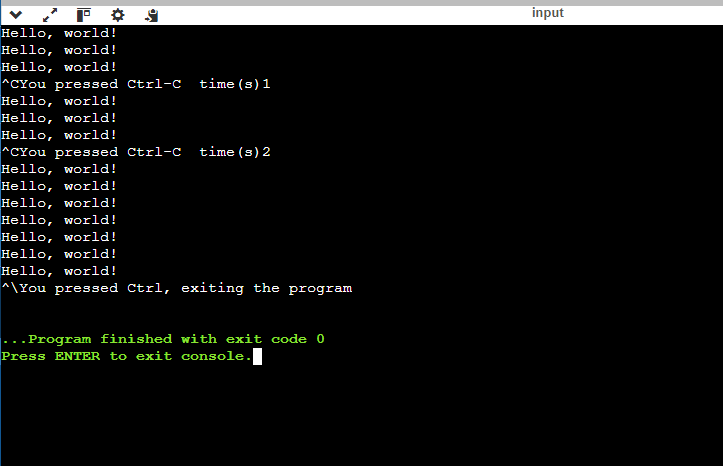 input
Hello, world!
Hello, world!
Hello, world!
^CYou pressed Ctrl-C  time(s)1
Hello, world!
Hello, world!
Hello, world!
^CYou pressed Ctrl-C  time(s)2
Hello, world!
Hello, world!
Hello, world!
Hello, world!
Hello, world!
Hello, world!
Hello, world!
^\You pressed Ctrl, exiting the program
...Program finished with exit code 0
Press ENTER to exit console.